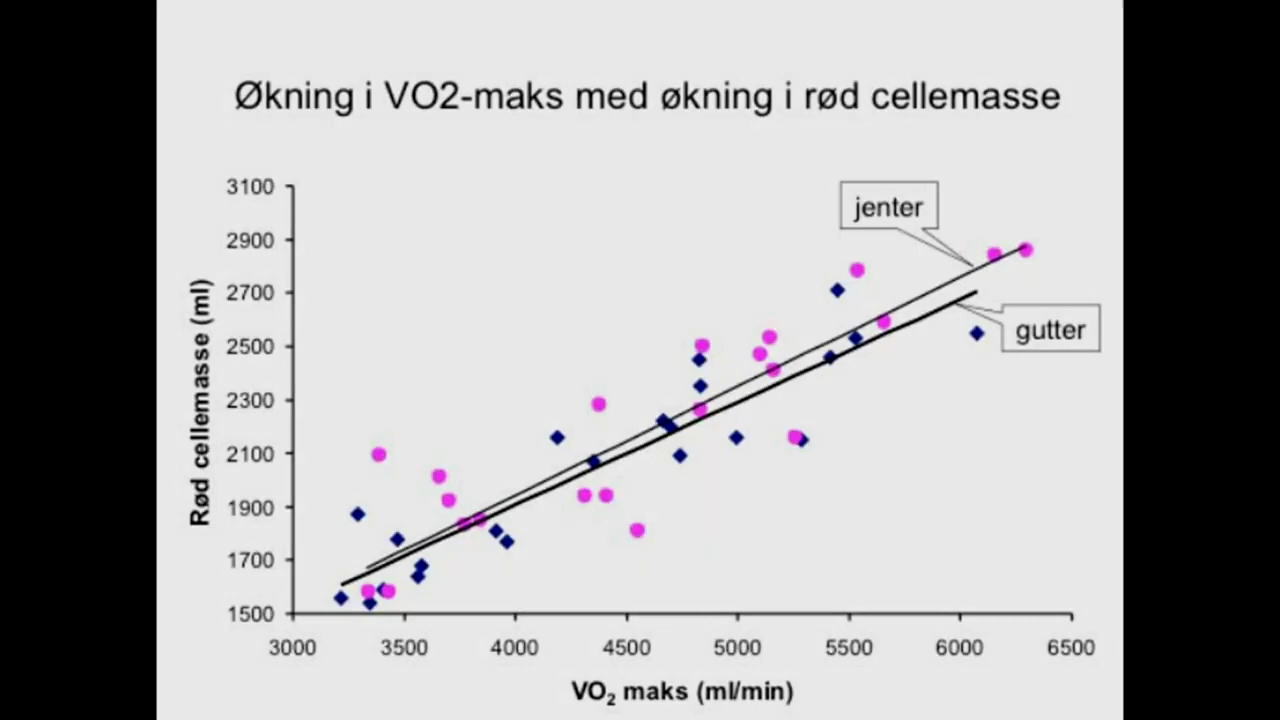 Økning i VO2-maks med økning i rød cellemasse
3100
2900
2700
2500
2300
2100
1900
1700
1500
Rød cellemasse (ml)
jenter
gutter
3000 3500 4000 4500 5000 5500 6000 6500
VO₂ maks (ml/min)